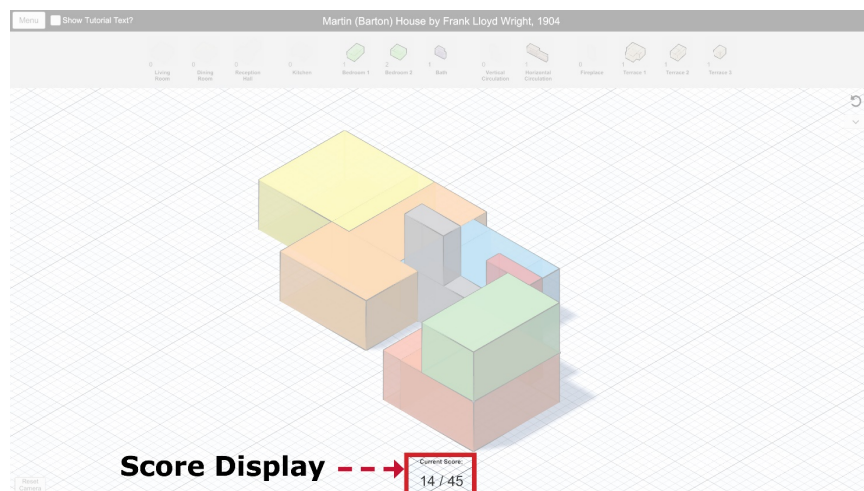 Menu
Show Tutorial Text?
Martin (Barton) House by Frank Lloyd Wright, 1904
0
Living
Room
0
Dining
Room
0
Reception
Hall
0
Kitchen
1
Bedroom 1
2
Bedroom 2
1
Bath
0
Vertical
Circulation
1
Horizontal
Circulation
0
Fireplace
1
Terrace 1
1
Terrace 2
1
Terrace 3
Score Display
Current Score:
14 / 45
Reset
Camera